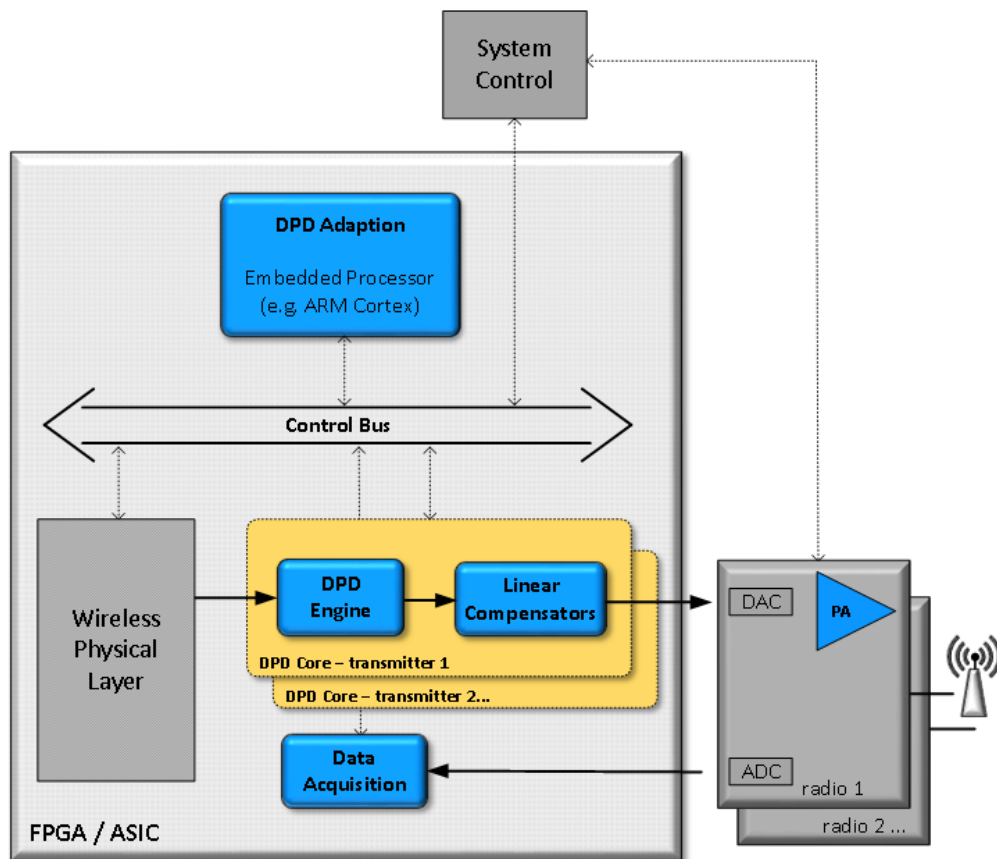 System
Control
DPD Adaption
Embedded Processor
(e.g. ARM Cortex)
Control Bus
Wireless
Physical
Layer
DPD
Engine
Linear
Compensators
DPD Core – transmitter 1
DPD Core – transmitter 2...
Data
Acquisition
DAC
PA
ADC
radio 1
radio 2 ...
FPGA / ASIC